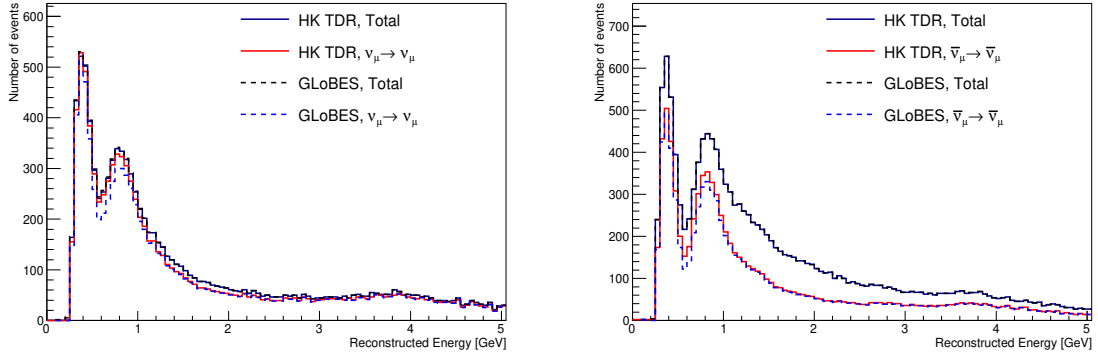 Number of events
600
500
400
300
200
100
0
HK TDR, Total
HK TDR, νμ→ νμ
GLoBES, Total
GLoBES, νμ→ νμ
0 1 2 3 4 5
Reconstructed Energy [GeV]
Number of events
700
600
500
400
300
200
100
0
HK TDR, Total
HK TDR, ν̅μ→ ν̅μ
GLoBES, Total
GLoBES, ν̅μ→ ν̅μ
0 1 2 3 4 5
Reconstructed Energy [GeV]